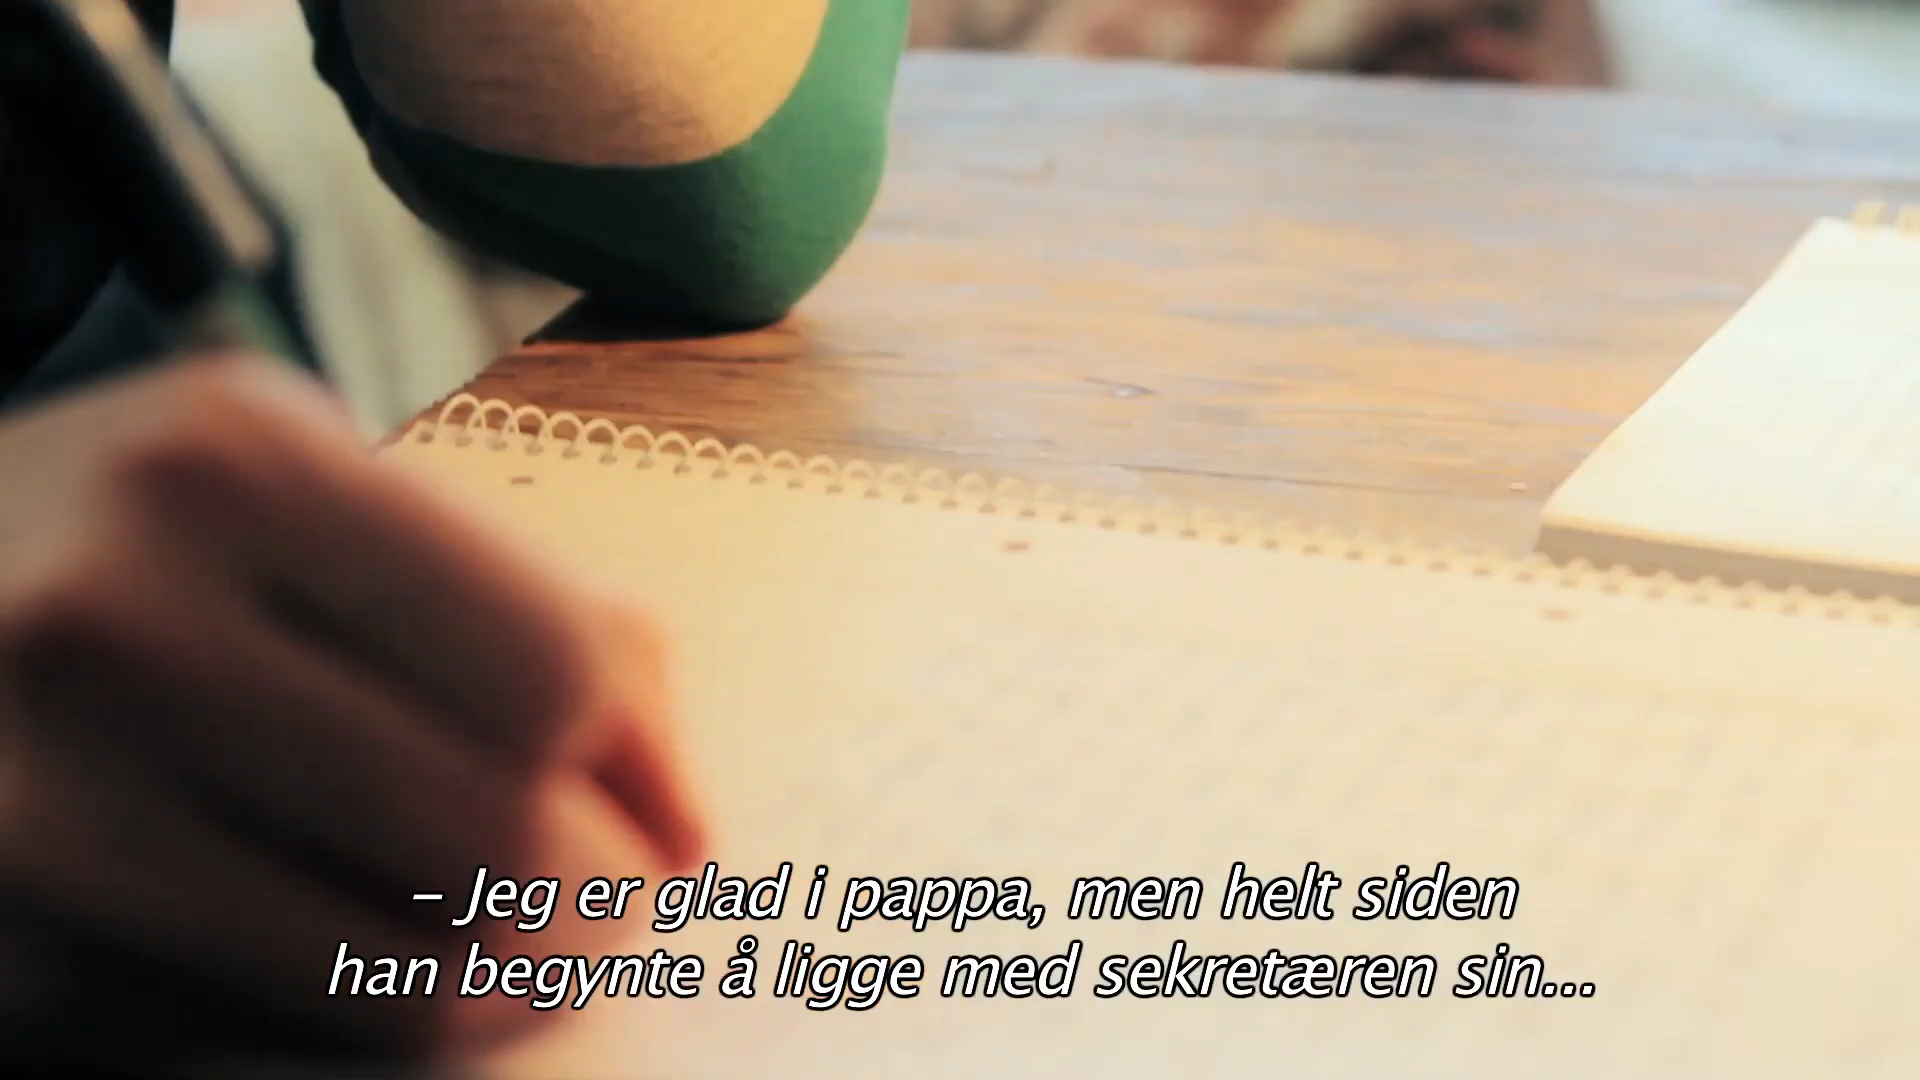 – Jeg er glad i pappa, men helt siden
han begynte å ligge med sekretæren sin...